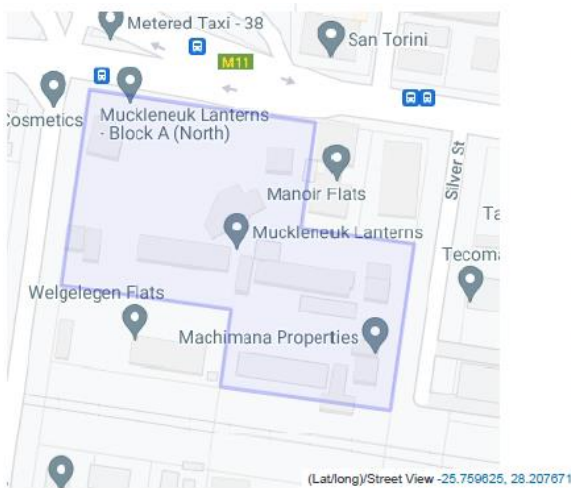 Metered Taxi - 38
San Torini
M11
Cosmetics
Muckleneuk Lanterns
- Block A (North)
Manoir Flats
Silver St
Ta
Muckleneuk Lanterns
Tecoma
Welgelegen Flats
Machimana Properties
(Lat/long)/Street View -25.759625, 28.207671